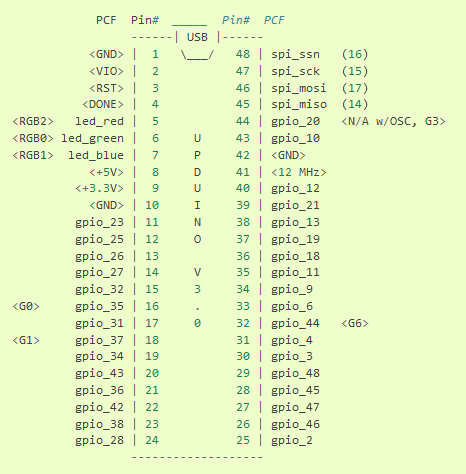 PCF  Pin#  _____  Pin#  PCF
------| USB |------
<GND> |  1   \___/  48 | spi_ssn   (16)
<VIO> |  2          47 | spi_sck   (15)
<RST> |  3          46 | spi_mosi  (17)
<DONE> |  4          45 | spi_miso  (14)
<RGB2>   led_red |  5          44 | gpio_20   <N/A w/OSC, G3>
<RGB0> led_green |  6     U    43 | gpio_10
<RGB1>  led_blue |  7     P    42 | <GND>
<+5V> |  8     D    41 | <12 MHz>
<+3.3V> |  9     U    40 | gpio_12
<GND> | 10     I    39 | gpio_21
gpio_23 | 11     N    38 | gpio_13
gpio_25 | 12     O    37 | gpio_19
gpio_26 | 13          36 | gpio_18
gpio_27 | 14     V    35 | gpio_11
gpio_32 | 15     3    34 | gpio_9
<G0>     gpio_35 | 16     .    33 | gpio_6
gpio_31 | 17     0    32 | gpio_44   <G6>
<G1>     gpio_37 | 18          31 | gpio_4
gpio_34 | 19          30 | gpio_3
gpio_43 | 20          29 | gpio_48
gpio_36 | 21          28 | gpio_45
gpio_42 | 22          27 | gpio_47
gpio_38 | 23          26 | gpio_46
gpio_28 | 24          25 | gpio_2
-------------------